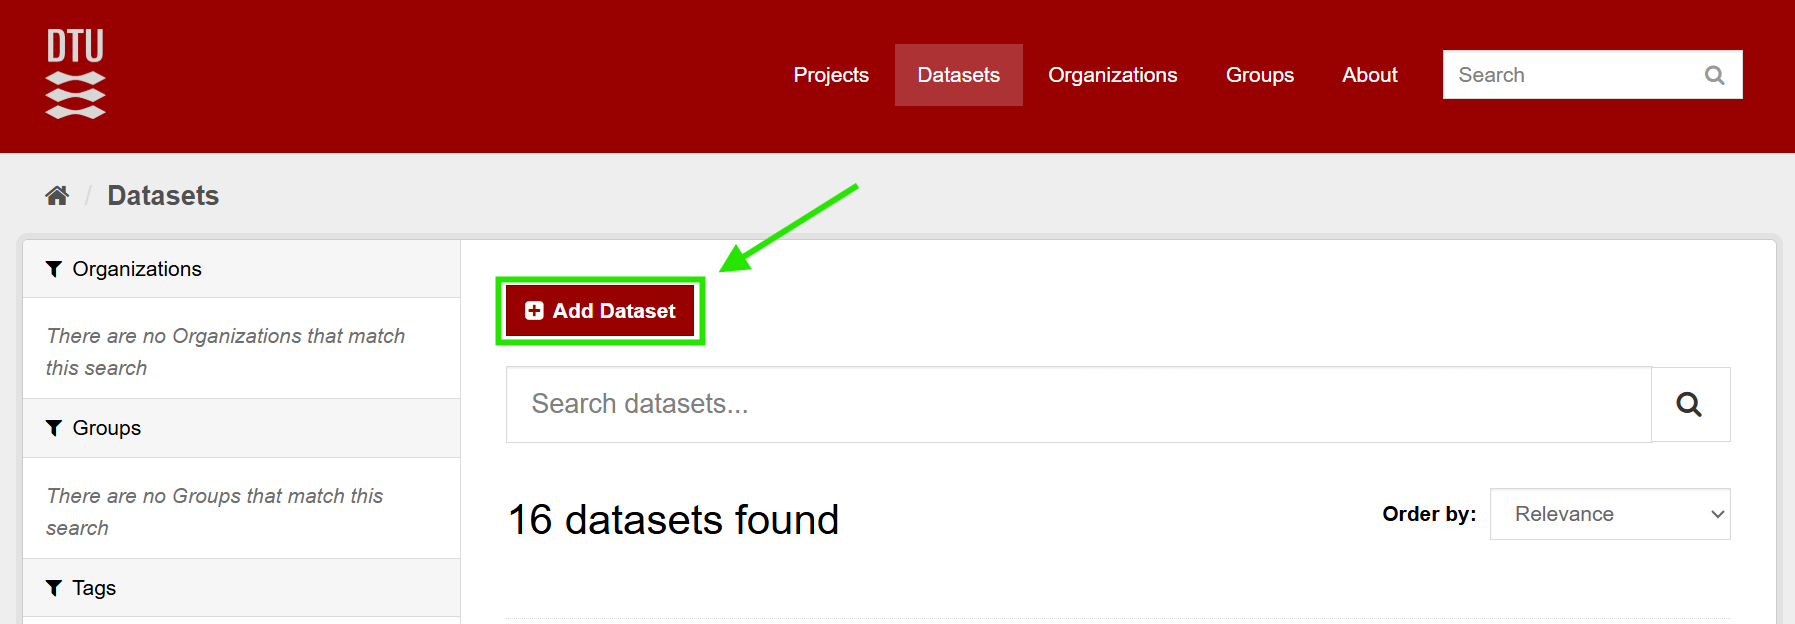 DTU
Projects
Datasets
Organizations
Groups
About
Search
Datasets
Organizations
There are no Organizations that match
this search
Groups
There are no Groups that match this
search
Tags
Add Dataset
Search datasets...
16 datasets found
Order by:
Relevance